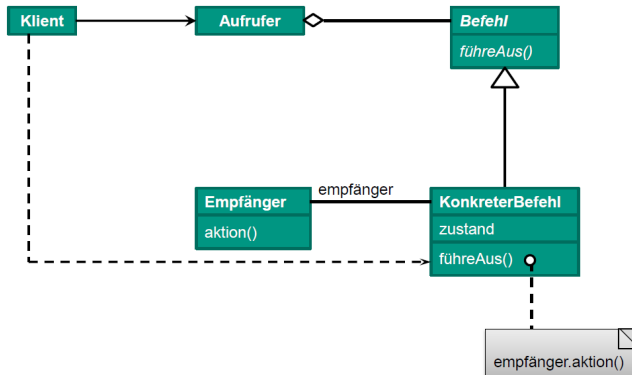 Klient
Aufrufer
Befehl
führeAus()
Empfänger
aktion()
empfänger
KonkreterBefehl
zustand
führeAus()
empfänger.aktion()